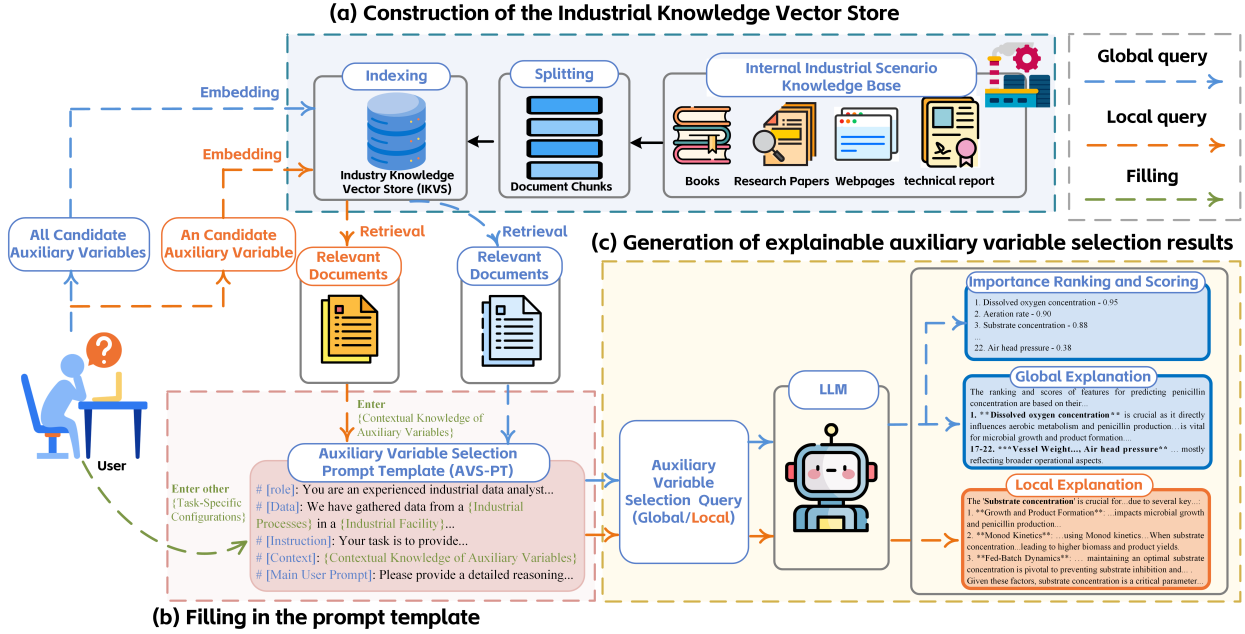 (a) Construction of the Industrial Knowledge Vector Store
Indexing
Splitting
Internal Industrial Scenario
Knowledge Base
Industry Knowledge
Vector Store (IKVS)
Document Chunks
Books
Research Papers
Webpages
technical report
Global query
Local query
Filling
Embedding
Embedding
All Candidate
Auxiliary Variables
An Candidate
Auxiliary Variable
Retrieval
Retrieval
Relevant
Documents
Relevant
Documents
User
Enter
{Contextual Knowledge of
Auxiliary Variables}
Enter other
{Task-Specific
Configurations}
Auxiliary Variable Selection
Prompt Template (AVS-PT)
# [role]: You are an experienced industrial data analyst...
# [Data]: We have gathered data from a {Industrial
Processes} in a {Industrial Facility}...
# [Instruction]: Your task is to provide...
# [Context]: {Contextual Knowledge of Auxiliary Variables}
# [Main User Prompt]: Please provide a detailed reasoning...
(b) Filling in the prompt template
(c) Generation of explainable auxiliary variable selection results
Auxiliary
Variable
Selection Query
(Global/Local)
LLM
Importance Ranking and Scoring
1. Dissolved oxygen concentration - 0.95
2. Aeration rate - 0.90
3. Substrate concentration - 0.88
...
22. Air head pressure - 0.38
Global Explanation
The ranking and scores of features for predicting penicillin
concentration are based on their...
1. **Dissolved oxygen concentration** is crucial as it directly
influences aerobic metabolism and penicillin production... is vital
for microbial growth and product formation....
17-22. **Vessel Weight..., Air head pressure** ... mostly
reflecting broader operational aspects.
Local Explanation
The 'Substrate concentration' is crucial for...due to several key...:
1. **Growth and Product Formation**: ...impacts microbial growth
and penicillin production...
2. **Monod Kinetics**: ...using Monod kinetics...When substrate
concentration...leading to higher biomass and product yields.
3. **Fed-Batch Dynamics**: ... maintaining an optimal substrate
concentration is pivotal to preventing substrate inhibition and... .
Given these factors, substrate concentration is a critical parameter...